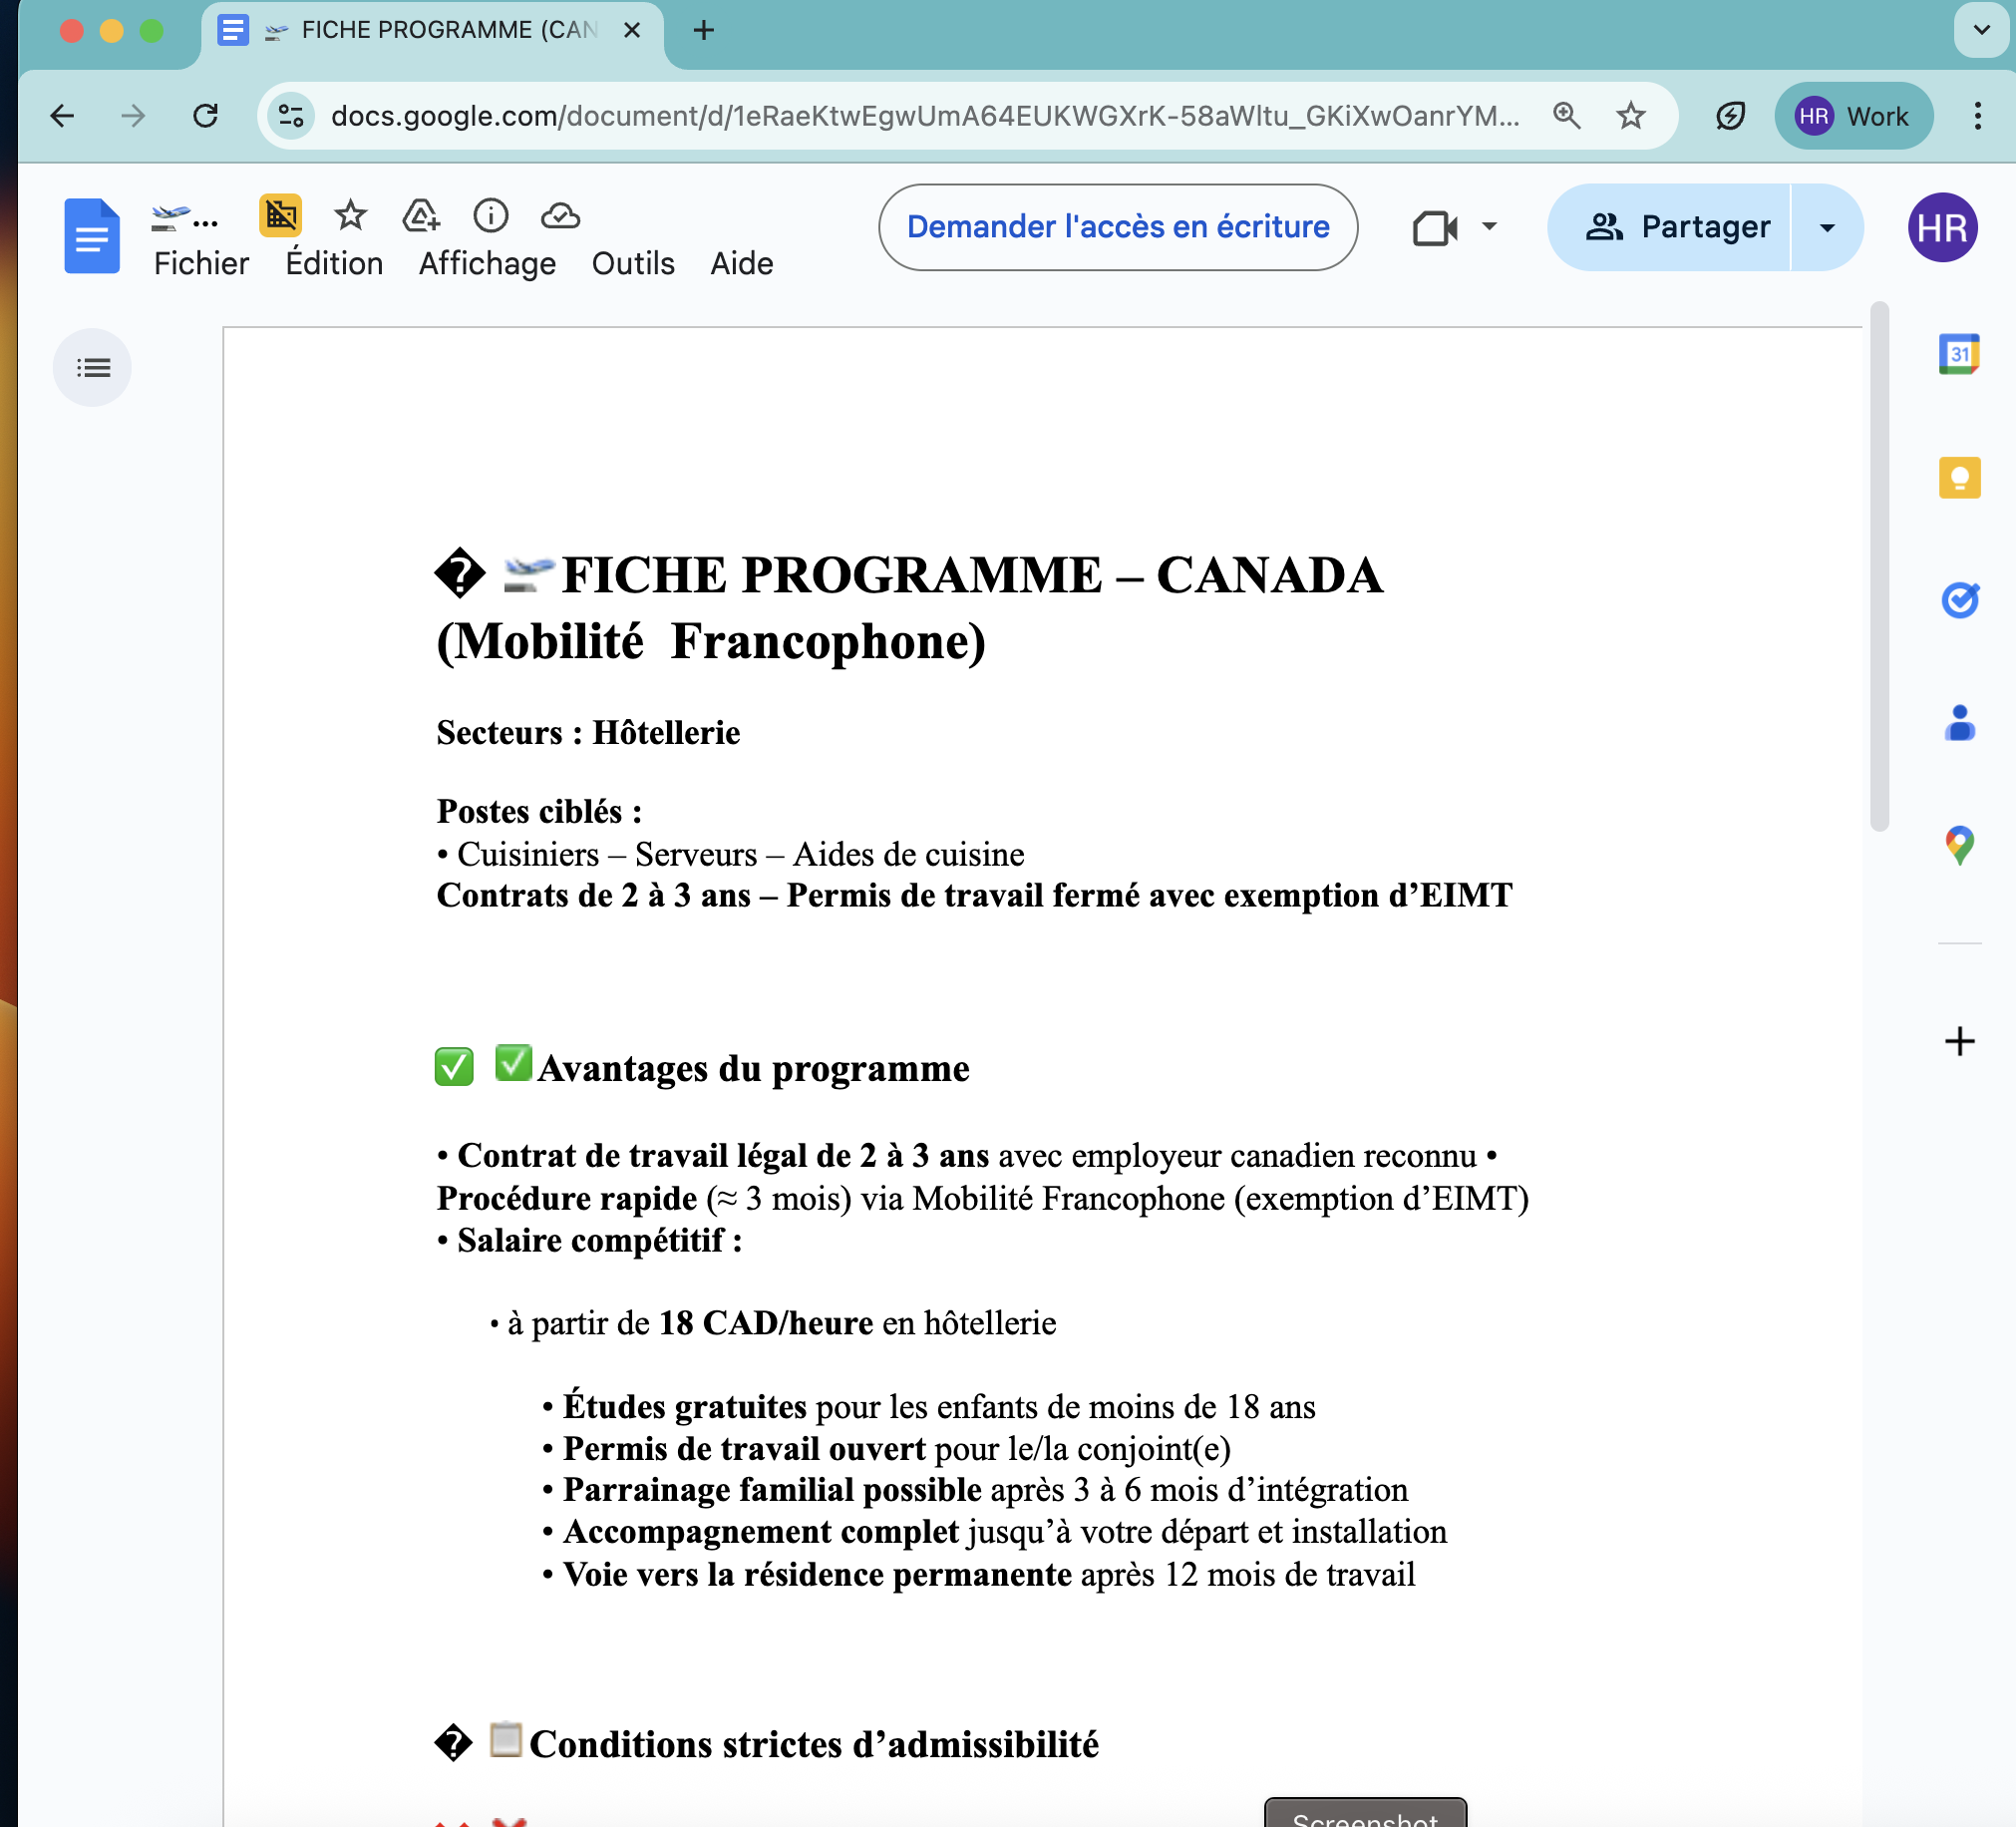 FICHE PROGRAMME (CAN
docs.google.com/document/d/1eRaeKtwEgwUmA64EUKWGXrK-58aWltu_GKiXwOanrYM...
HR Work
...
Fichier Édition Affichage Outils Aide
Demander l'accès en écriture
Partager
HR
31
� 🛫FICHE PROGRAMME – CANADA
(Mobilité Francophone)
Secteurs : Hôtellerie
Postes ciblés :
• Cuisiniers – Serveurs – Aides de cuisine
Contrats de 2 à 3 ans – Permis de travail fermé avec exemption d’EIMT
✅ ✅Avantages du programme
• Contrat de travail légal de 2 à 3 ans avec employeur canadien reconnu •
Procédure rapide (≈ 3 mois) via Mobilité Francophone (exemption d’EIMT)
• Salaire compétitif :
• à partir de 18 CAD/heure en hôtellerie
• Études gratuites pour les enfants de moins de 18 ans
• Permis de travail ouvert pour le/la conjoint(e)
• Parrainage familial possible après 3 à 6 mois d’intégration
• Accompagnement complet jusqu’à votre départ et installation
• Voie vers la résidence permanente après 12 mois de travail
� 📋Conditions strictes d’admissibilité
Screenshot